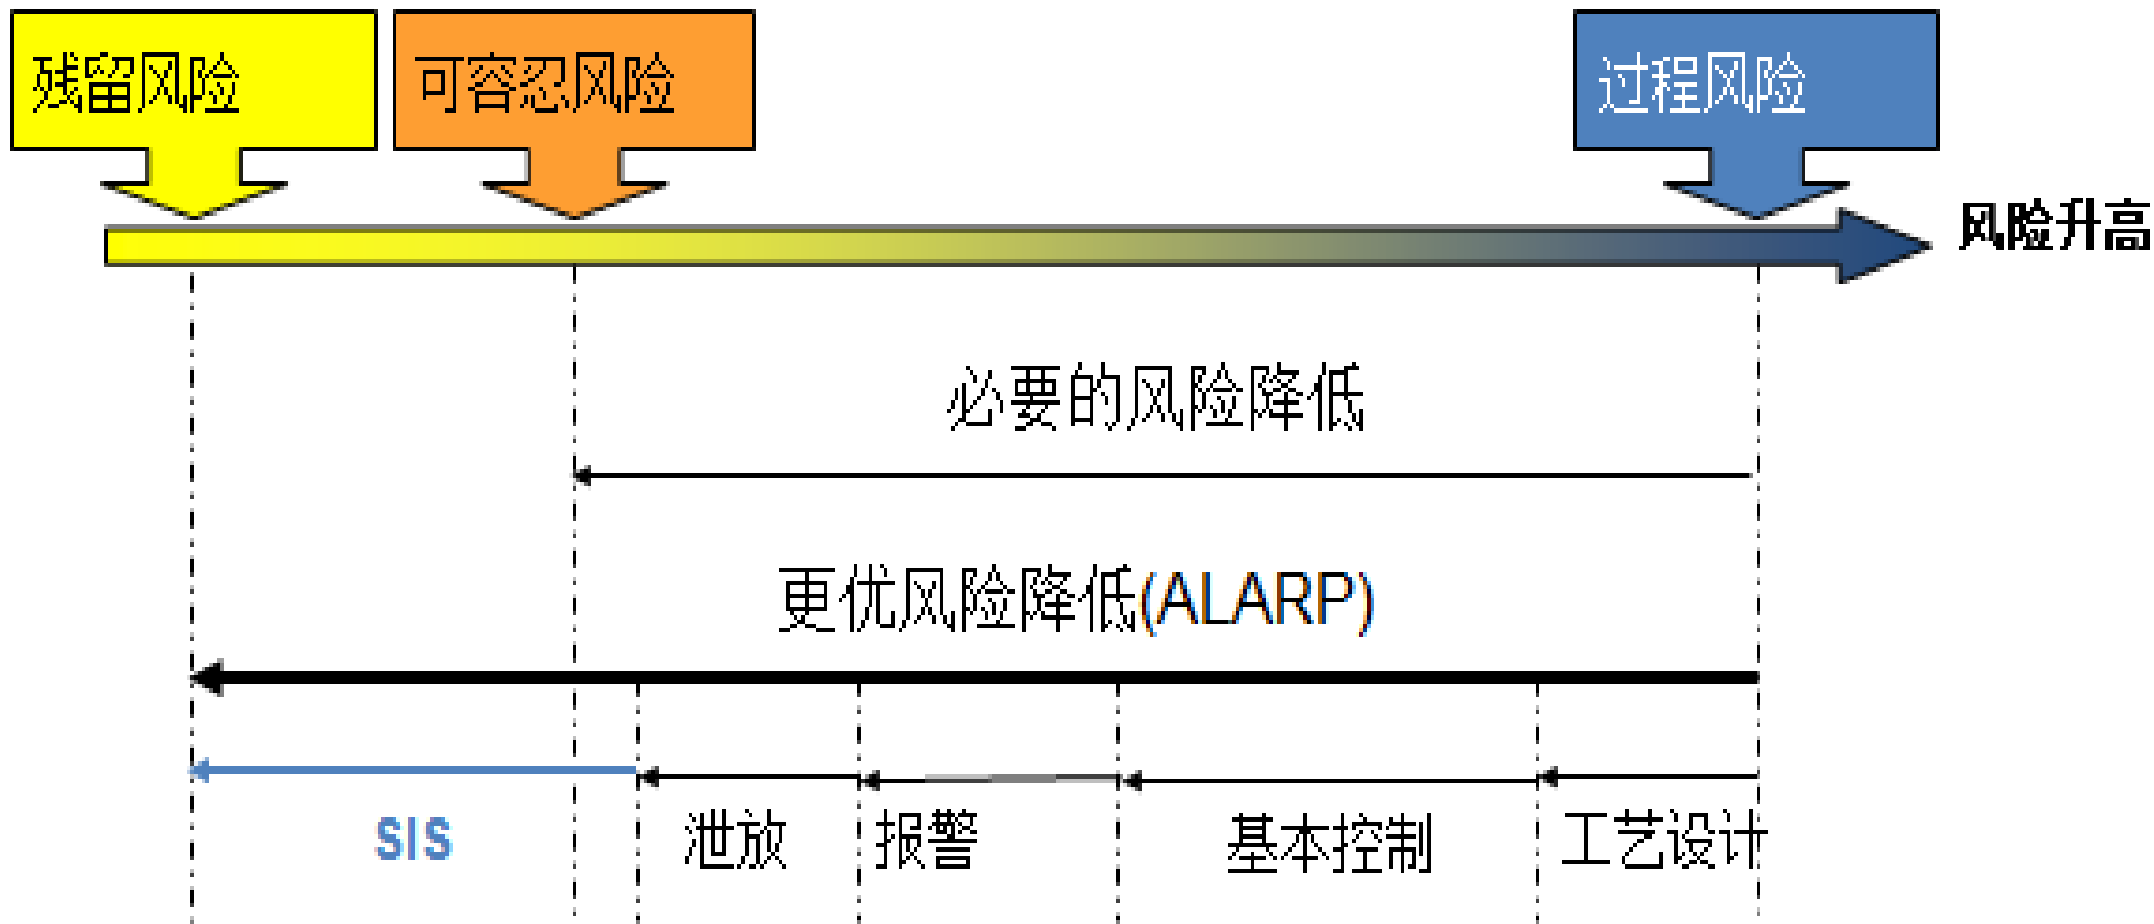 残留风险
可容忍风险
过程风险
风险升高
必要的风险降低
更优风险降低(ALARP)
SIS
泄放
报警
基本控制
工艺设计